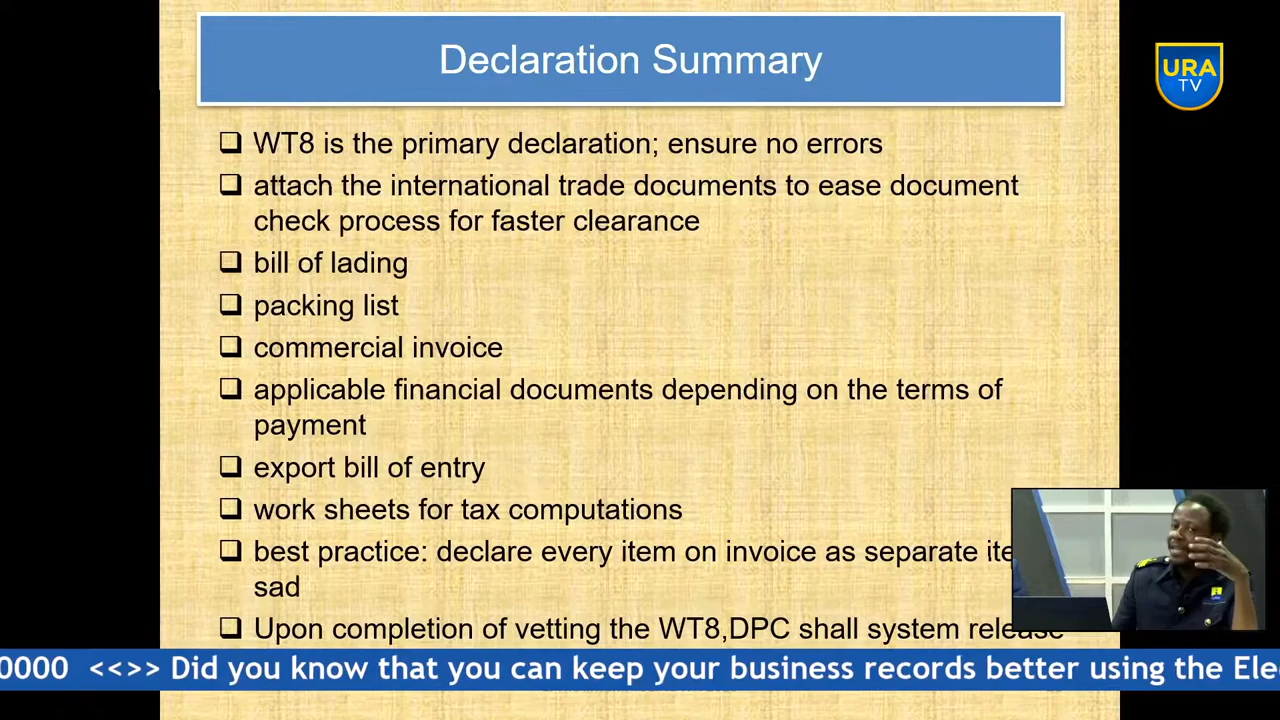 Declaration Summary
URA
TV
WT8 is the primary declaration; ensure no errors
attach the international trade documents to ease document
check process for faster clearance
bill of lading
packing list
commercial invoice
applicable financial documents depending on the terms of
payment
export bill of entry
work sheets for tax computations
best practice: declare every item on invoice as separate ite
sad
Upon completion of vetting the WT8,DPC shall system release
0000 <<>> Did you know that you can keep your business records better using the Ele